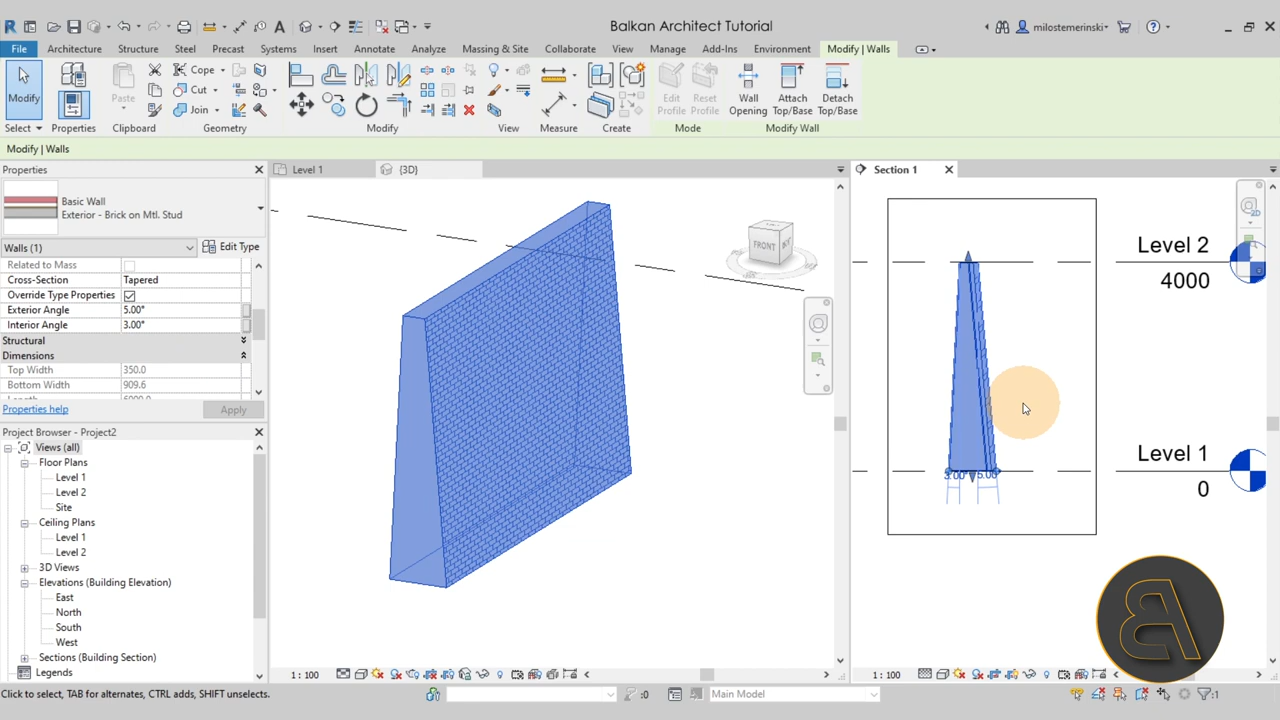 Balkan Architect Tutorial
milostemerinski
File Architecture Structure Steel Precast Systems Insert Annotate Analyze Massing & Site Collaborate View Manage Add-Ins Environment Modify | Walls
Modify Paste Cope Cut Join Edit Profile Reset Profile Wall Opening Attach Top/Base Detach Top/Base
Select Properties Clipboard Geometry Modify View Measure Create Mode Modify Wall
Modify | Walls
Properties
Level 1
{3D}
Section 1
Basic Wall
Exterior - Brick on Mtl. Stud
Walls (1) Edit Type
Related to Mass
Cross-Section Tapered
Override Type Properties
Exterior Angle 5.00°
Interior Angle 3.00°
Structural
Dimensions
Top Width 350.0
Bottom Width 909.6
Properties help Apply
Project Browser - Project2
Views (all)
Floor Plans
Level 1
Level 2
Site
Ceiling Plans
Level 1
Level 2
3D Views
Elevations (Building Elevation)
East
North
South
West
Sections (Building Section)
Legends
FRONT
Level 2
4000
Level 1
0
2D
1 : 100
1 : 100
Click to select, TAB for alternates, CTRL adds, SHIFT unselects.
:0
Main Model
:1